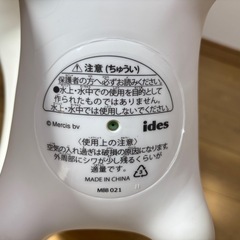 ⚠ 注意 (ちゅうい)
保護者の方へ必ずお読みください。
●水上・水中での使用を目的として
作られたものではありません。
水上・水中では使用しないでください。
© Mercis bv
ides
〈使用上の注意〉
空気の入れ過ぎは破損の原因になります。
外周部にシワが少し残るくらいが
適量です。
MADE IN CHINA
MBB 021